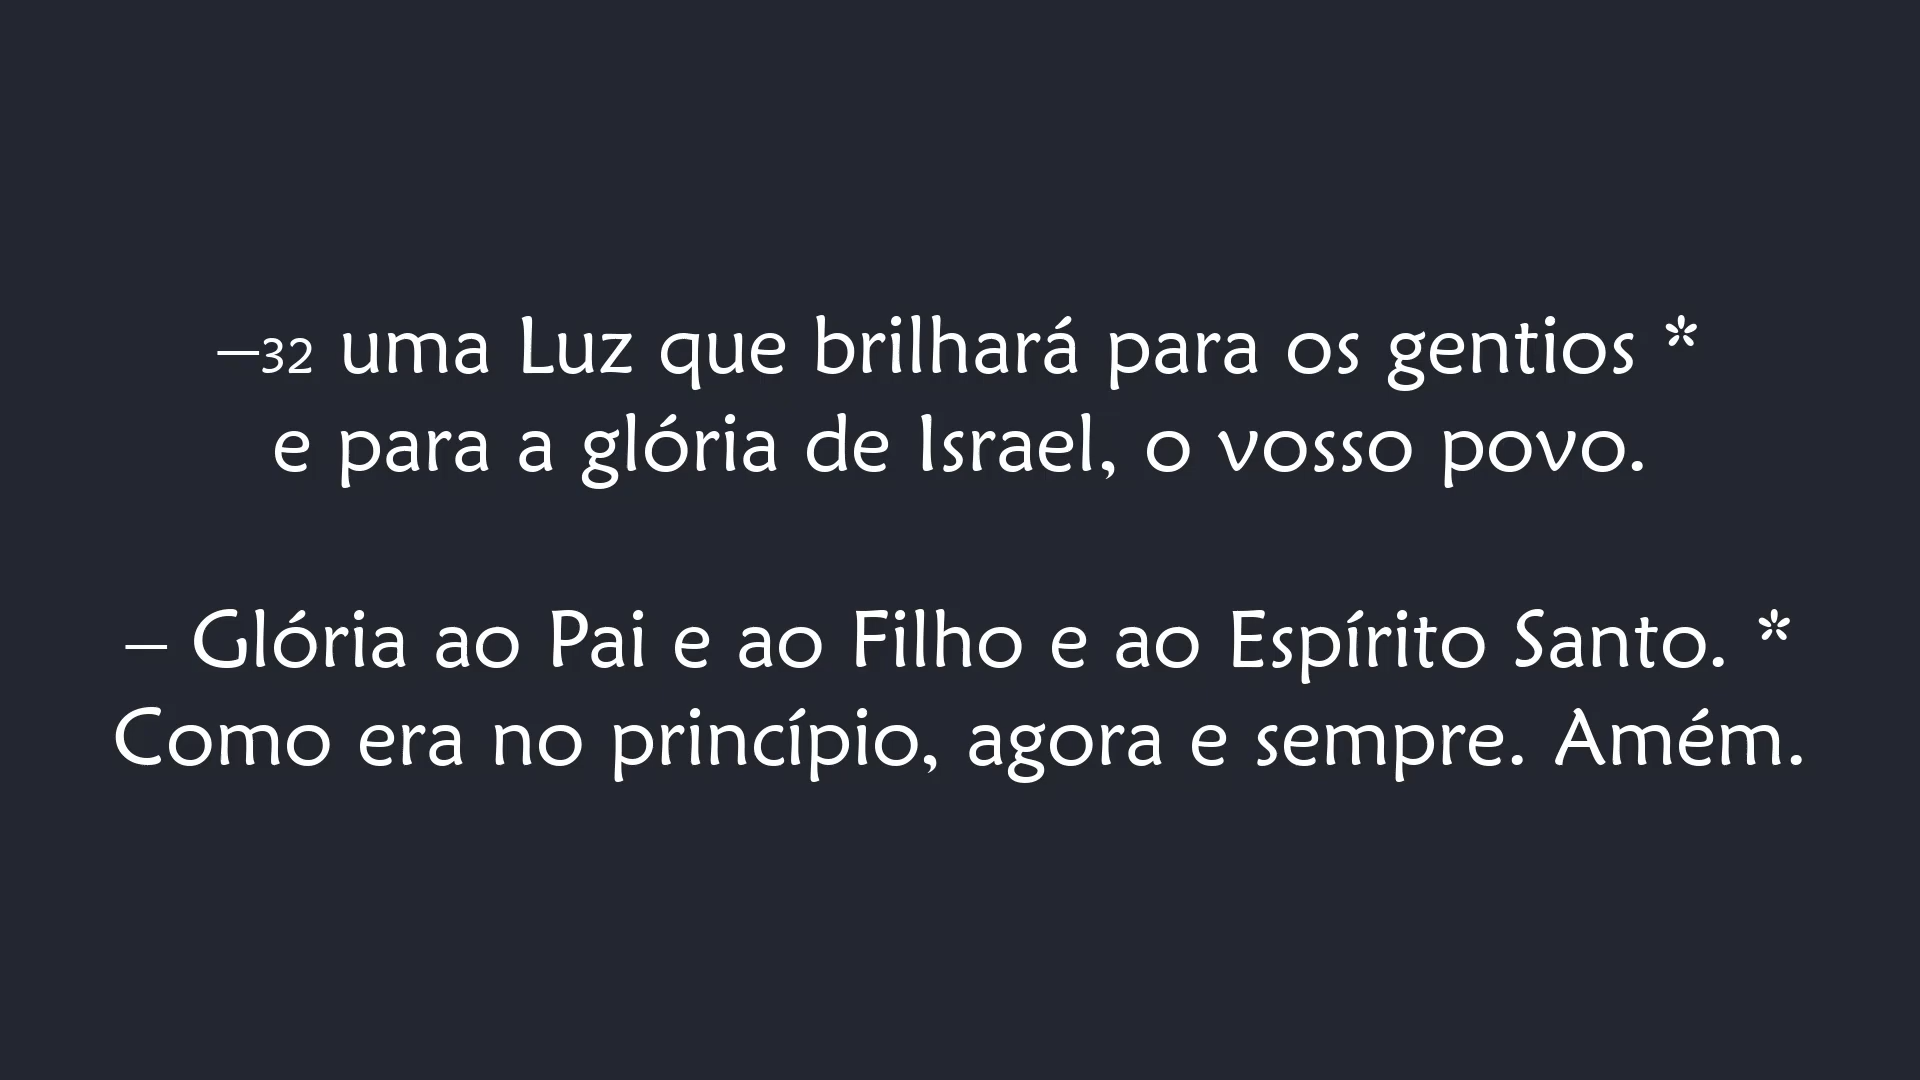 –32 uma Luz que brilhará para os gentios *
e para a glória de Israel, o vosso povo.
– Glória ao Pai e ao Filho e ao Espírito Santo. *
Como era no princípio, agora e sempre. Amém.